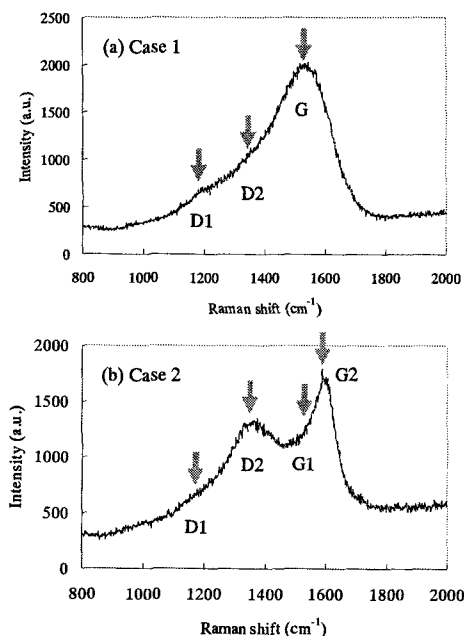 (a) Case 1
Intensity (a.u.)
2500
2000
1500
1000
500
0
G
D2
D1
800 1000 1200 1400 1600 1800 2000
Raman shift (cm⁻¹)
(b) Case 2
Intensity (a.u.)
2000
1500
1000
500
0
G2
D2
G1
D1
800 1000 1200 1400 1600 1800 2000
Raman shift (cm⁻¹)